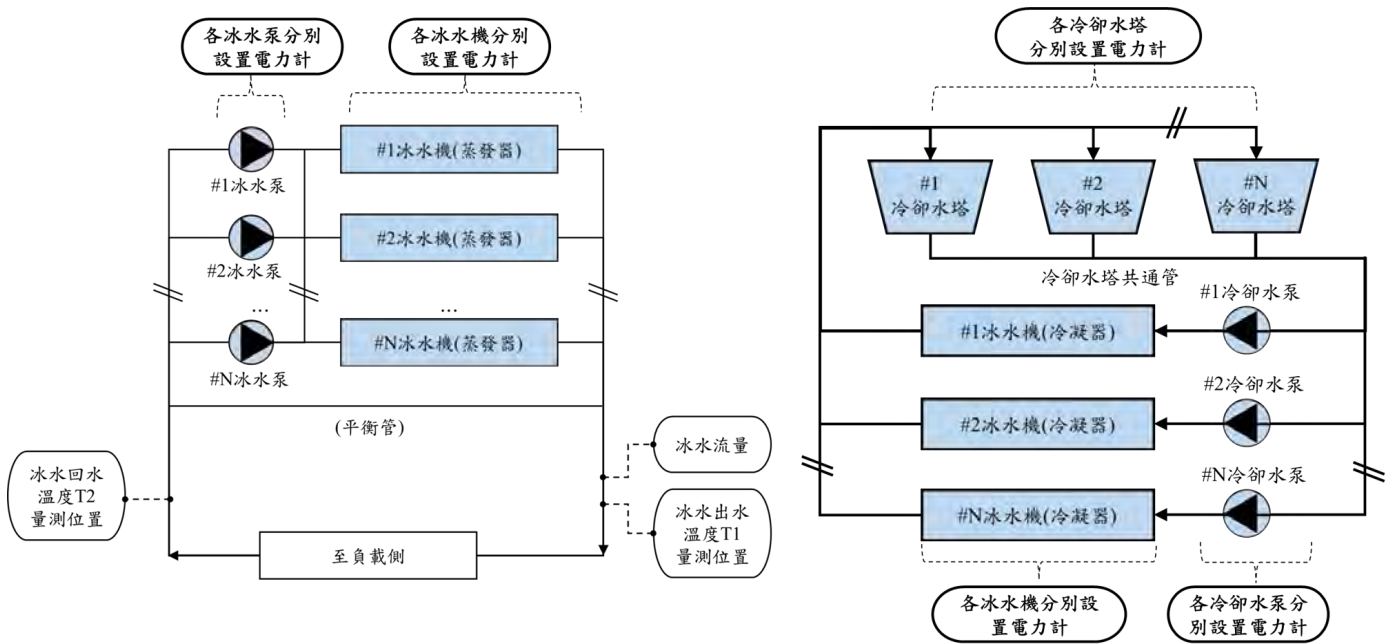 各冰水泵分別
設置電力計
各冰水機分別
設置電力計
#1冰水泵
#1冰水機(蒸發器)
#2冰水泵
#2冰水機(蒸發器)
...
...
#N冰水泵
#N冰水機(蒸發器)
(平衡管)
冰水回水
溫度T2
量測位置
冰水流量
冰水出水
溫度T1
量測位置
至負載側
各冷卻水塔
分別設置電力計
#1
冷卻水塔
#2
冷卻水塔
#N
冷卻水塔
冷卻水塔共通管
#1冷卻水泵
#1冰水機(冷凝器)
#2冷卻水泵
#2冰水機(冷凝器)
#N冷卻水泵
#N冰水機(冷凝器)
各冰水機分別設
置電力計
各冷卻水泵分
別設置電力計